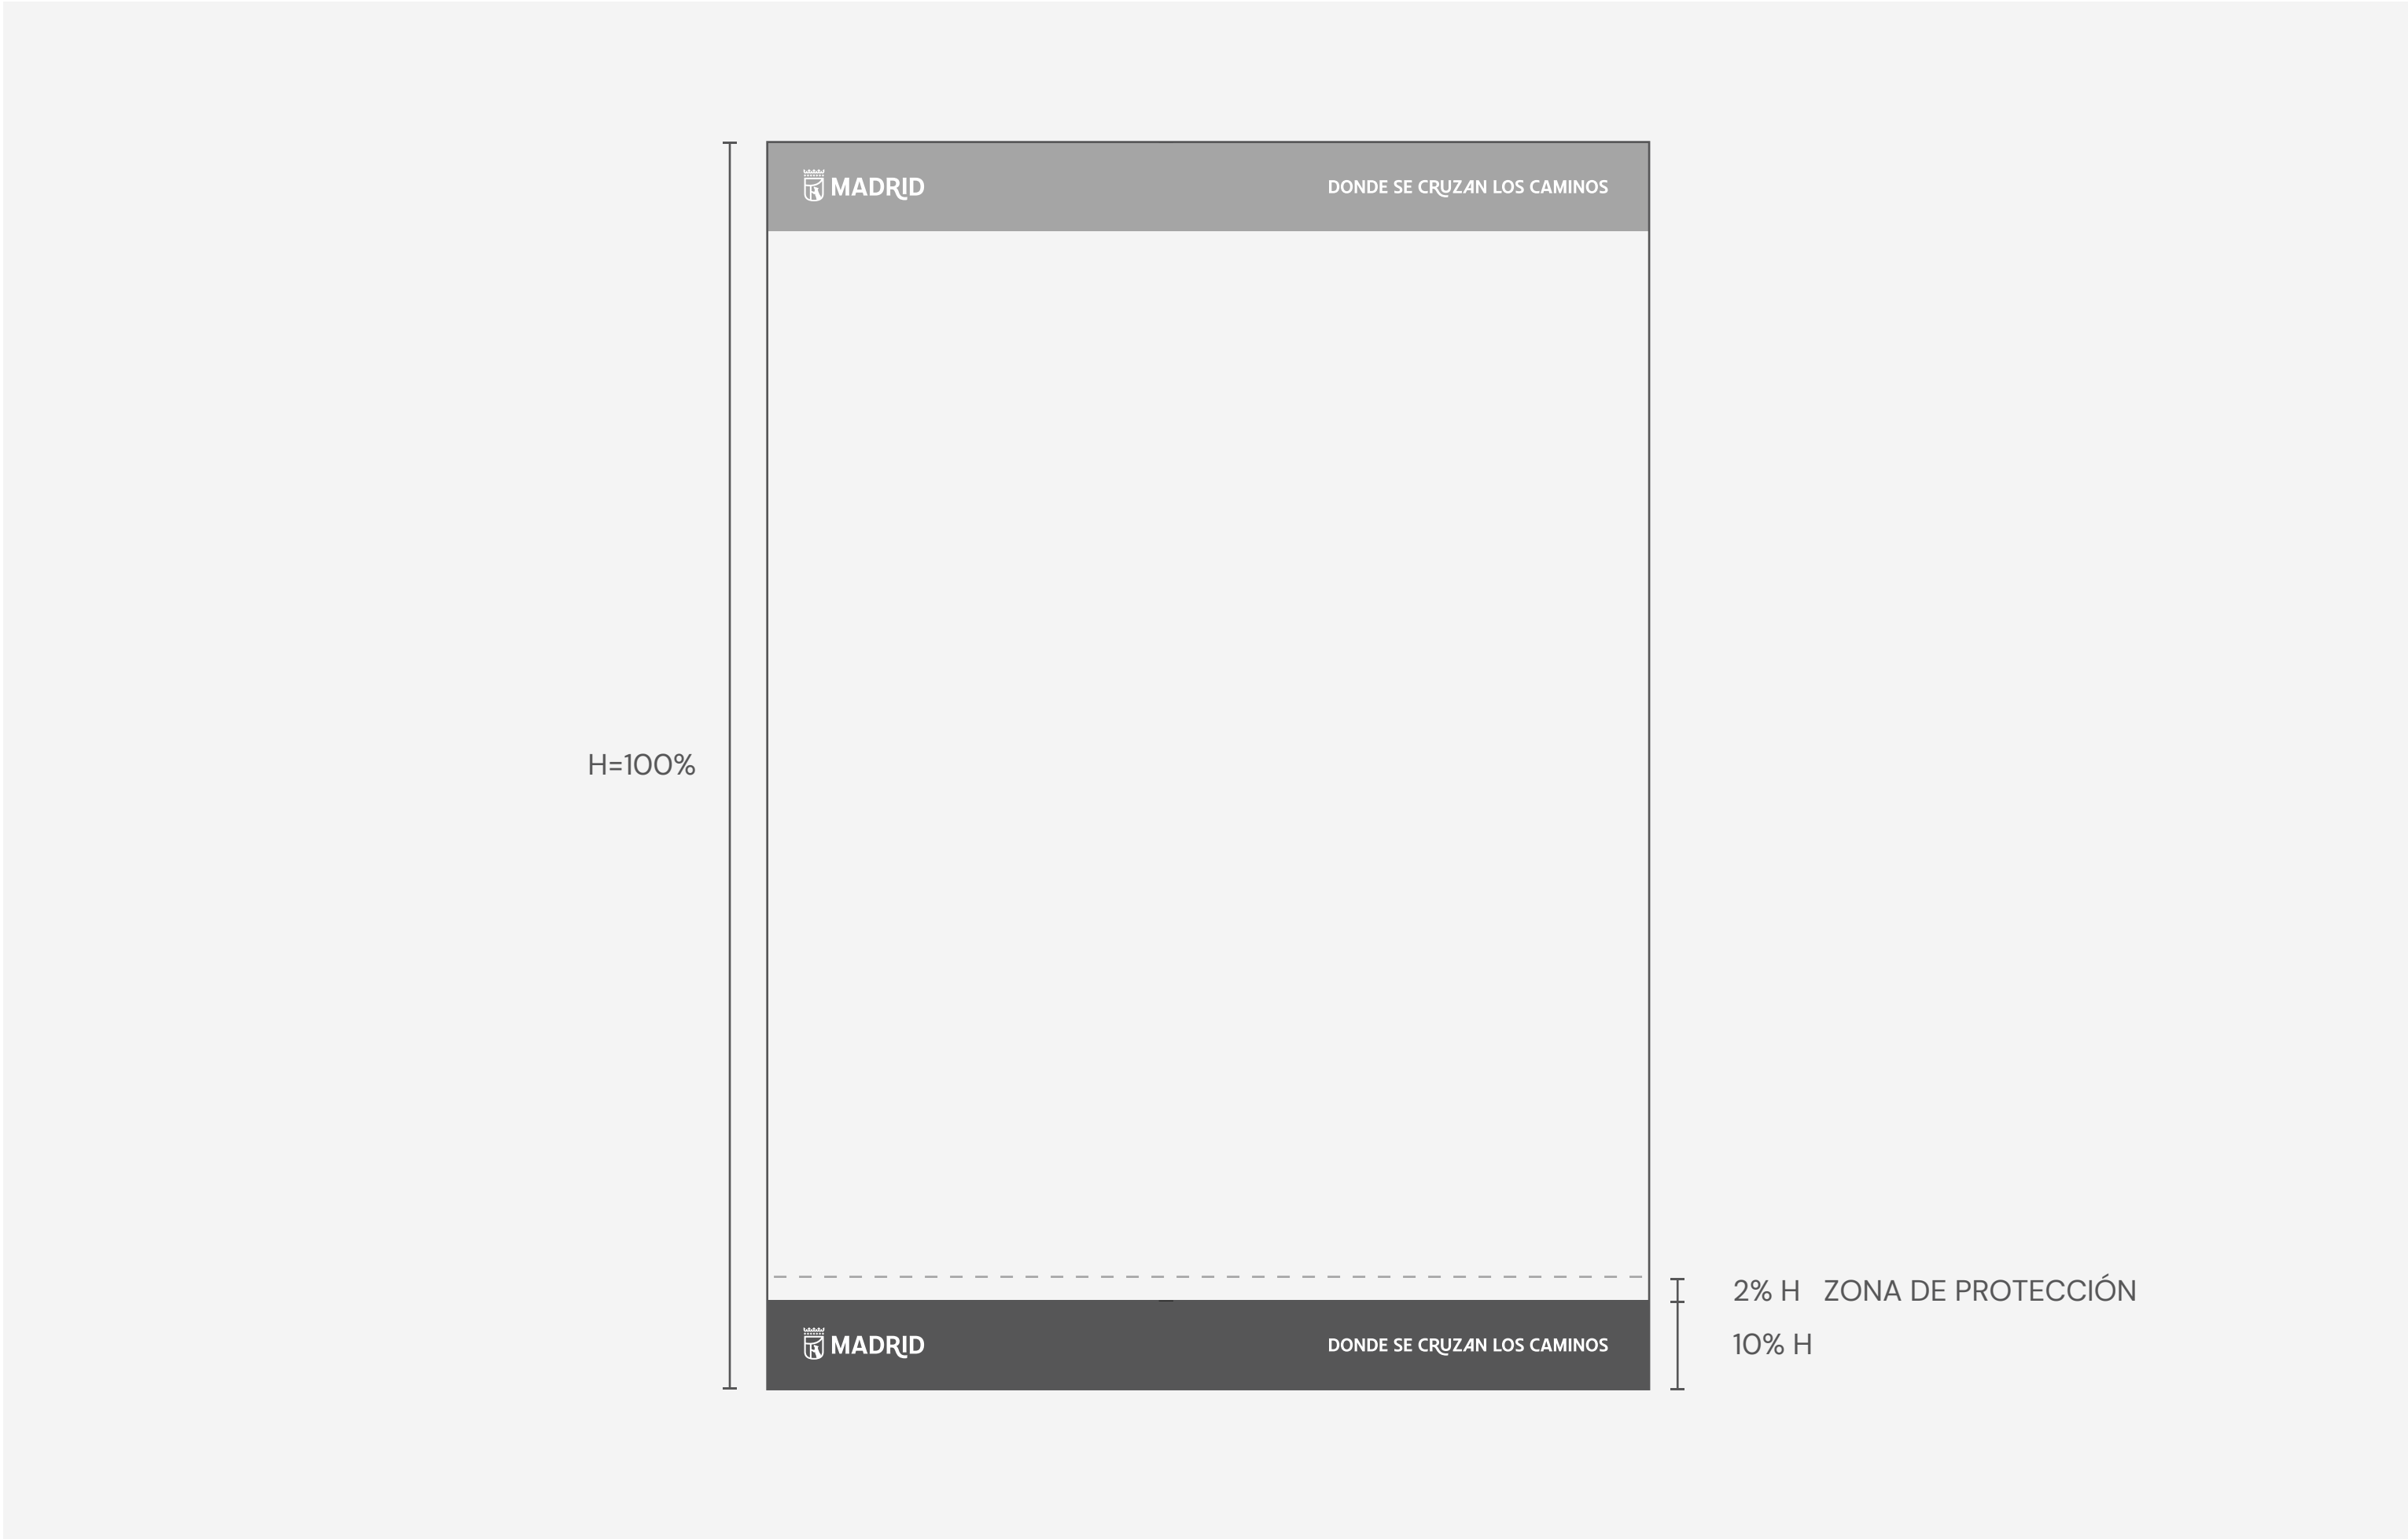 MADRID
DONDE SE CRUZAN LOS CAMINOS
H=100%
2% H ZONA DE PROTECCIÓN
10% H
MADRID
DONDE SE CRUZAN LOS CAMINOS